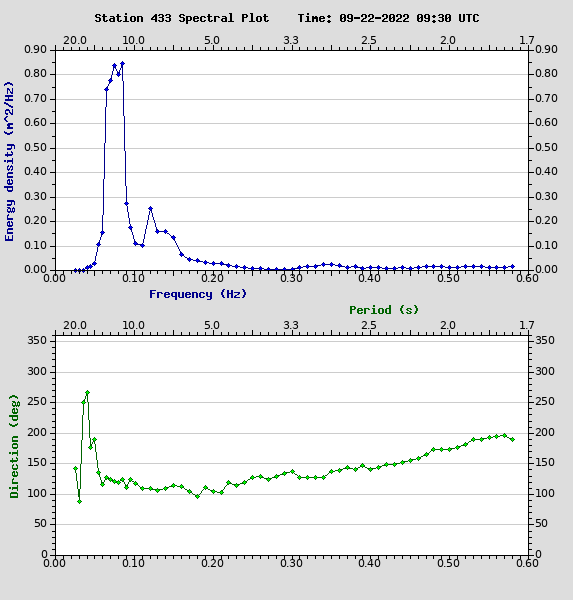 Station 433 Spectral Plot    Time: 09-22-2022 09:30 UTC
20.0 10.0 5.0 3.3 2.5 2.0 1.7
0.90 0.90
0.80 0.80
0.70 0.70
0.60 0.60
0.50 0.50
0.40 0.40
0.30 0.30
0.20 0.20
0.10 0.10
0.00 0.00
Energy density (m^2/Hz)
0.00 0.10 0.20 0.30 0.40 0.50 0.60
Frequency (Hz)
Period (s)
20.0 10.0 5.0 3.3 2.5 2.0 1.7
350 350
300 300
250 250
200 200
150 150
100 100
50 50
0 0
Direction (deg)
0.00 0.10 0.20 0.30 0.40 0.50 0.60